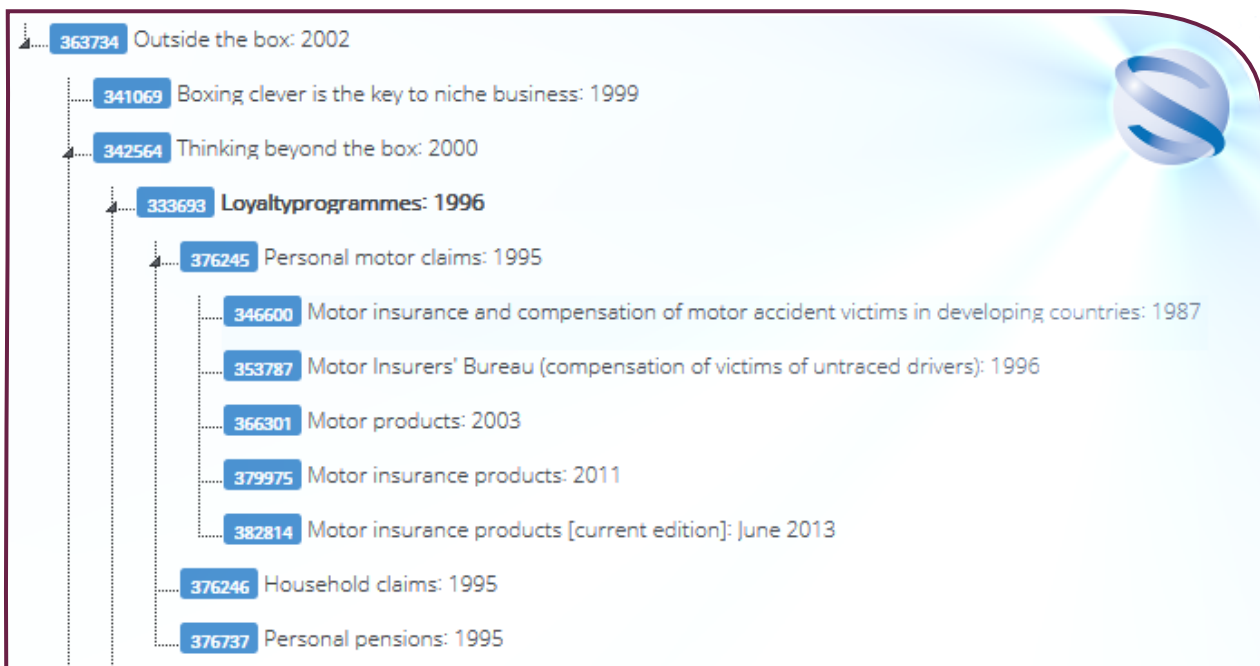 363734 Outside the box: 2002
341069 Boxing clever is the key to niche business: 1999
342564 Thinking beyond the box: 2000
333693 Loyaltyprogrammes: 1996
376245 Personal motor claims: 1995
346600 Motor insurance and compensation of motor accident victims in developing countries: 1987
353787 Motor Insurers' Bureau (compensation of victims of untraced drivers): 1996
366301 Motor products: 2003
379975 Motor insurance products: 2011
382814 Motor insurance products [current edition]: June 2013
376246 Household claims: 1995
376737 Personal pensions: 1995